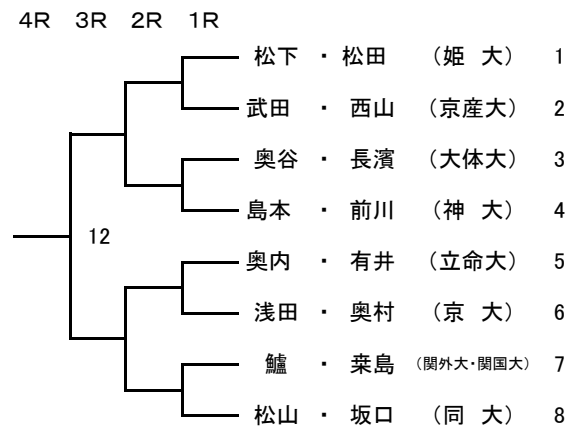 4R 3R 2R 1R
松下 ・ 松田 （姫 大） 1
武田 ・ 西山 （京産大） 2
奥谷 ・ 長濱 （大体大） 3
島本 ・ 前川 （神 大） 4
12
奥内 ・ 有井 （立命大） 5
浅田 ・ 奥村 （京 大） 6
鱸 ・ 桒島 （関外大・関国大） 7
松山 ・ 坂口 （同 大） 8